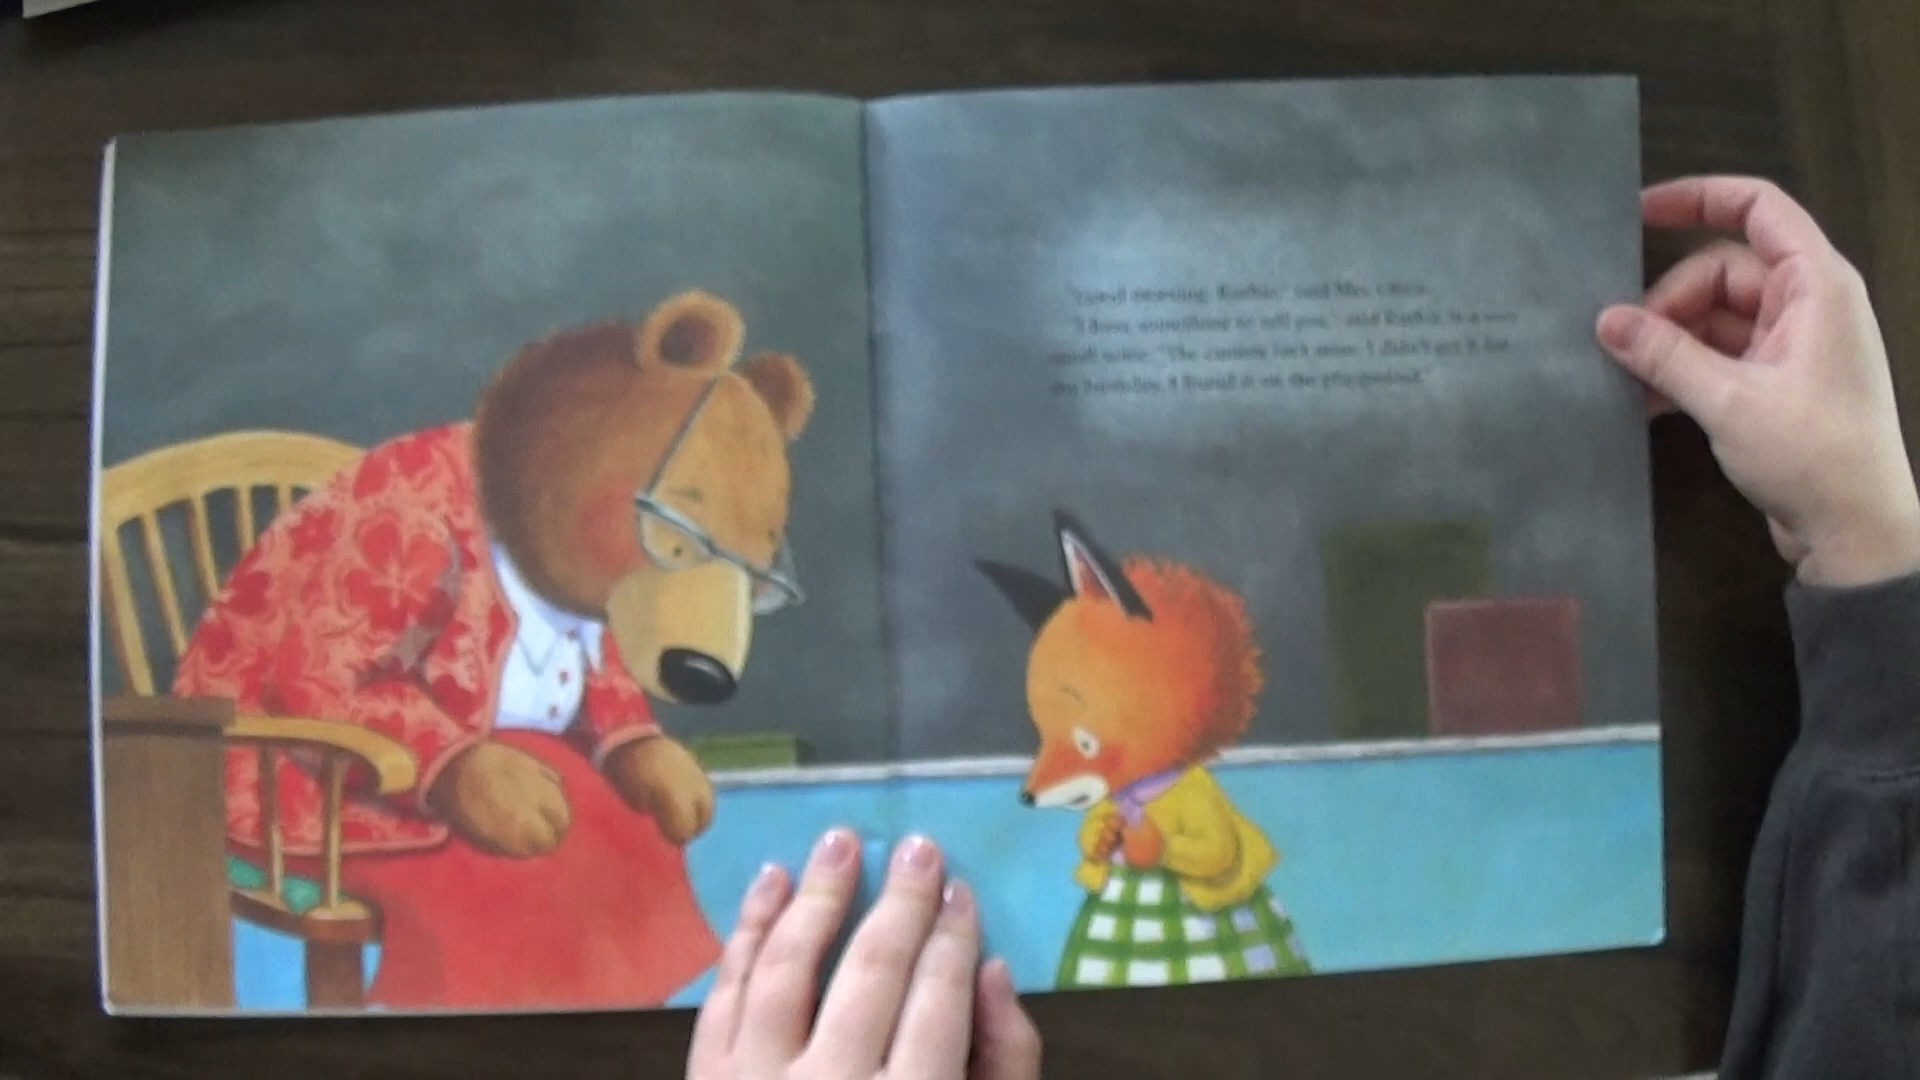 "Good morning, Ruthie," said Mrs.
"I have something to tell you," said Ruthie in a very
small voice. "The camera isn't mine. I didn't get it for
my birthday. I found it on the playground."